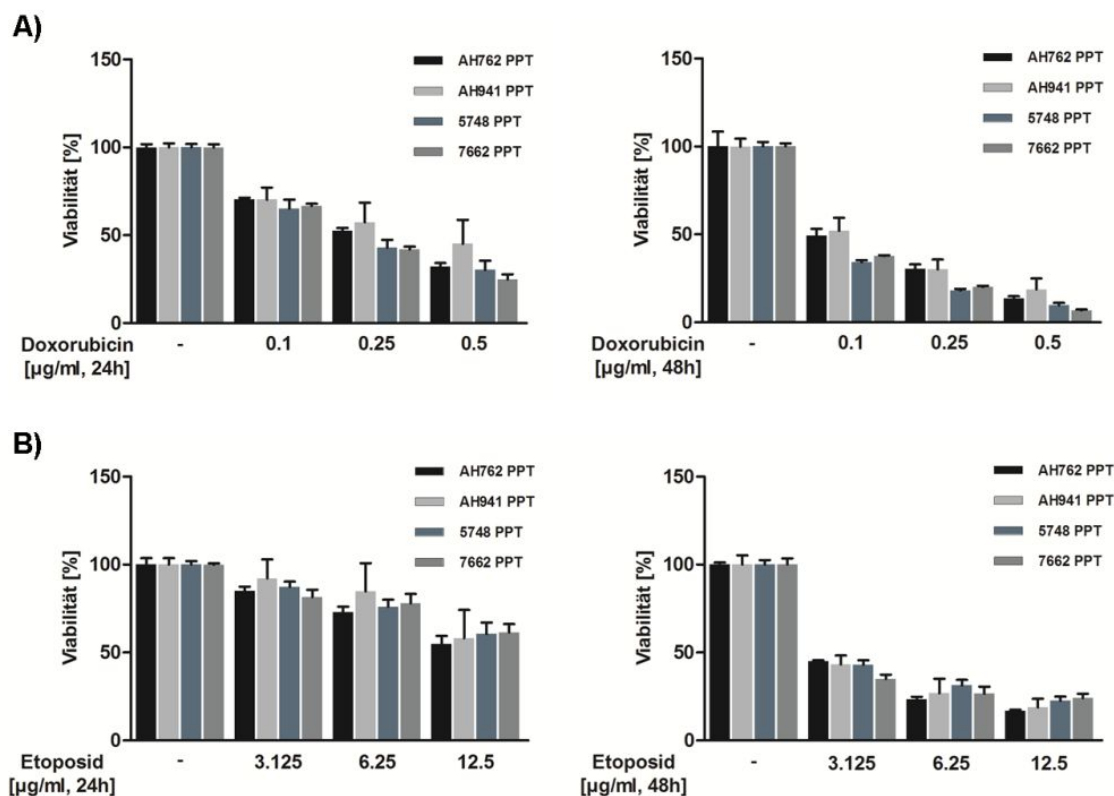 A)
150
100
50
0
Viabilität [%]
AH762 PPT
AH941 PPT
5748 PPT
7662 PPT
Doxorubicin - 0.1 0.25 0.5
[µg/ml, 24h]
150
100
50
0
Viabilität [%]
AH762 PPT
AH941 PPT
5748 PPT
7662 PPT
Doxorubicin - 0.1 0.25 0.5
[µg/ml, 48h]
B)
150
100
50
0
Viabilität [%]
AH762 PPT
AH941 PPT
5748 PPT
7662 PPT
Etoposid - 3.125 6.25 12.5
[µg/ml, 24h]
150
100
50
0
Viabilität [%]
AH762 PPT
AH941 PPT
5748 PPT
7662 PPT
Etoposid - 3.125 6.25 12.5
[µg/ml, 48h]